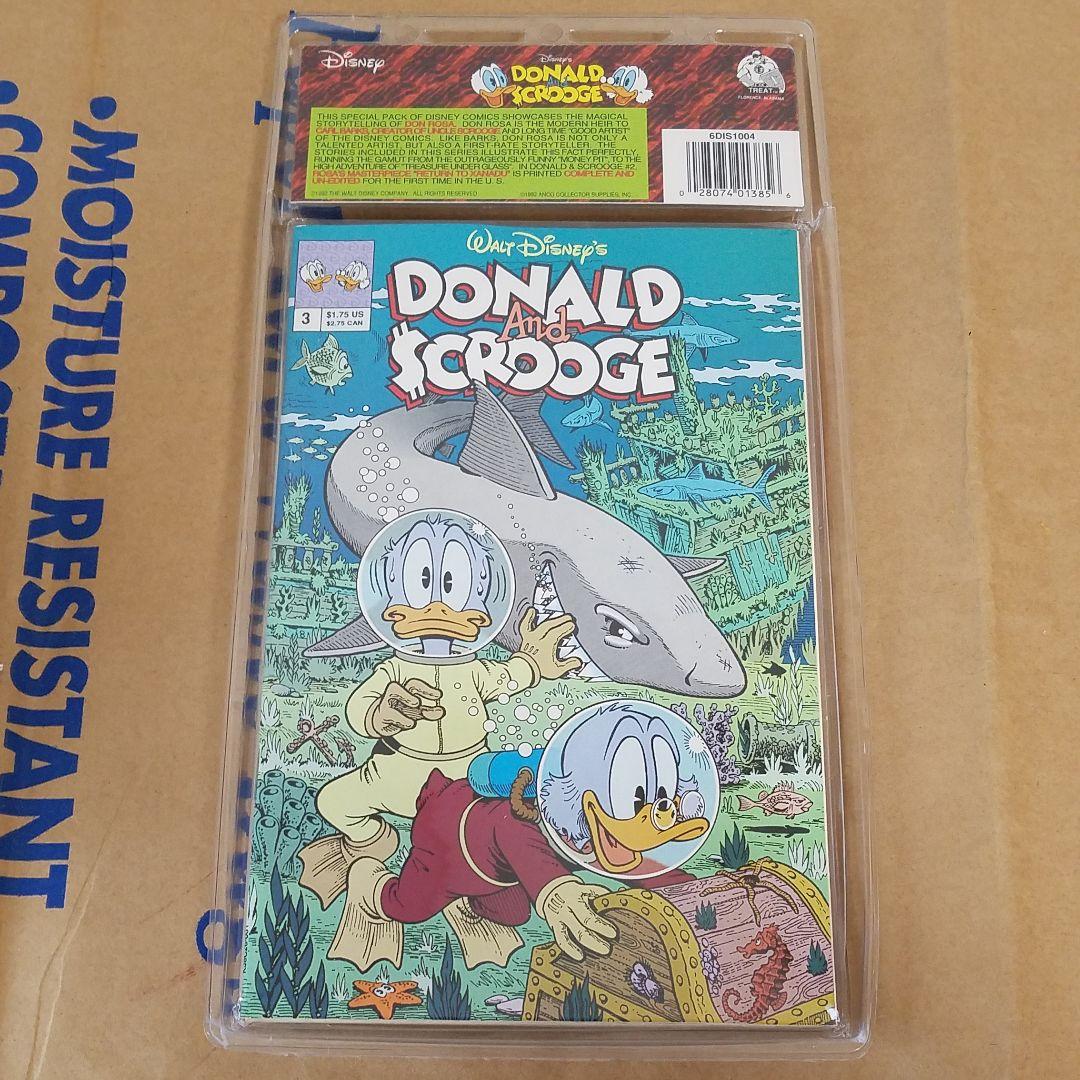 Disney
Disney's
DONALD
AND
$CROOGE
TREAT™
FLORENCE, ALABAMA
THIS SPECIAL PACK OF DISNEY COMICS SHOWCASES THE MAGICAL
STORYTELLING OF DON ROSA. DON ROSA IS THE MODERN HEIR TO
CARL BARKS, CREATOR OF UNCLE SCROOGE AND LONG TIME "GOOD ARTIST"
OF THE DISNEY COMICS. LIKE BARKS, DON ROSA IS NOT ONLY A
TALENTED ARTIST, BUT ALSO A FIRST-RATE STORYTELLER. THE
STORIES INCLUDED IN THIS SERIES ILLUSTRATE THIS FACT PERFECTLY,
RUNNING THE GAMUT FROM THE OUTRAGEOUSLY FUNNY "MONEY PIT", TO THE
HIGH ADVENTURE OF "TREASURE UNDER GLASS". IN DONALD & SCROOGE #2
ROSA'S MASTERPIECE "RETURN TO XANADU" IS PRINTED COMPLETE AND
UN-EDITED FOR THE FIRST TIME IN THE U.S.
©1992 THE WALT DISNEY COMPANY. ALL RIGHTS RESERVED
©1992 ANCO COLLECTOR SUPPLIES, INC.
6DIS1004
0 28074 01385 6
WALT DISNEY'S
DONALD
And
$CROOGE
3
$1.75 US
$2.75 CAN
•MOISTURE RESISTANT